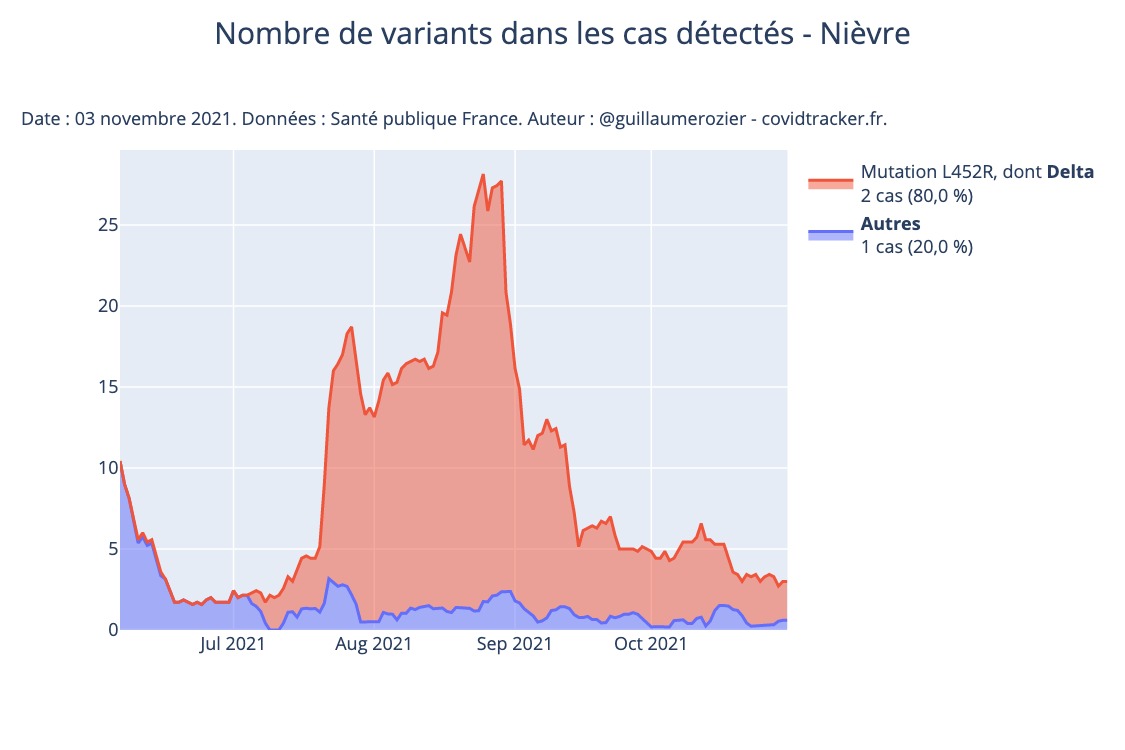 Nombre de variants dans les cas détectés - Nièvre
Date : 03 novembre 2021. Données : Santé publique France. Auteur : @guillaumerozier - covidtracker.fr.
Mutation L452R, dont Delta
2 cas (80,0 %)
Autres
1 cas (20,0 %)
25
20
15
10
5
0
Jul 2021
Aug 2021
Sep 2021
Oct 2021